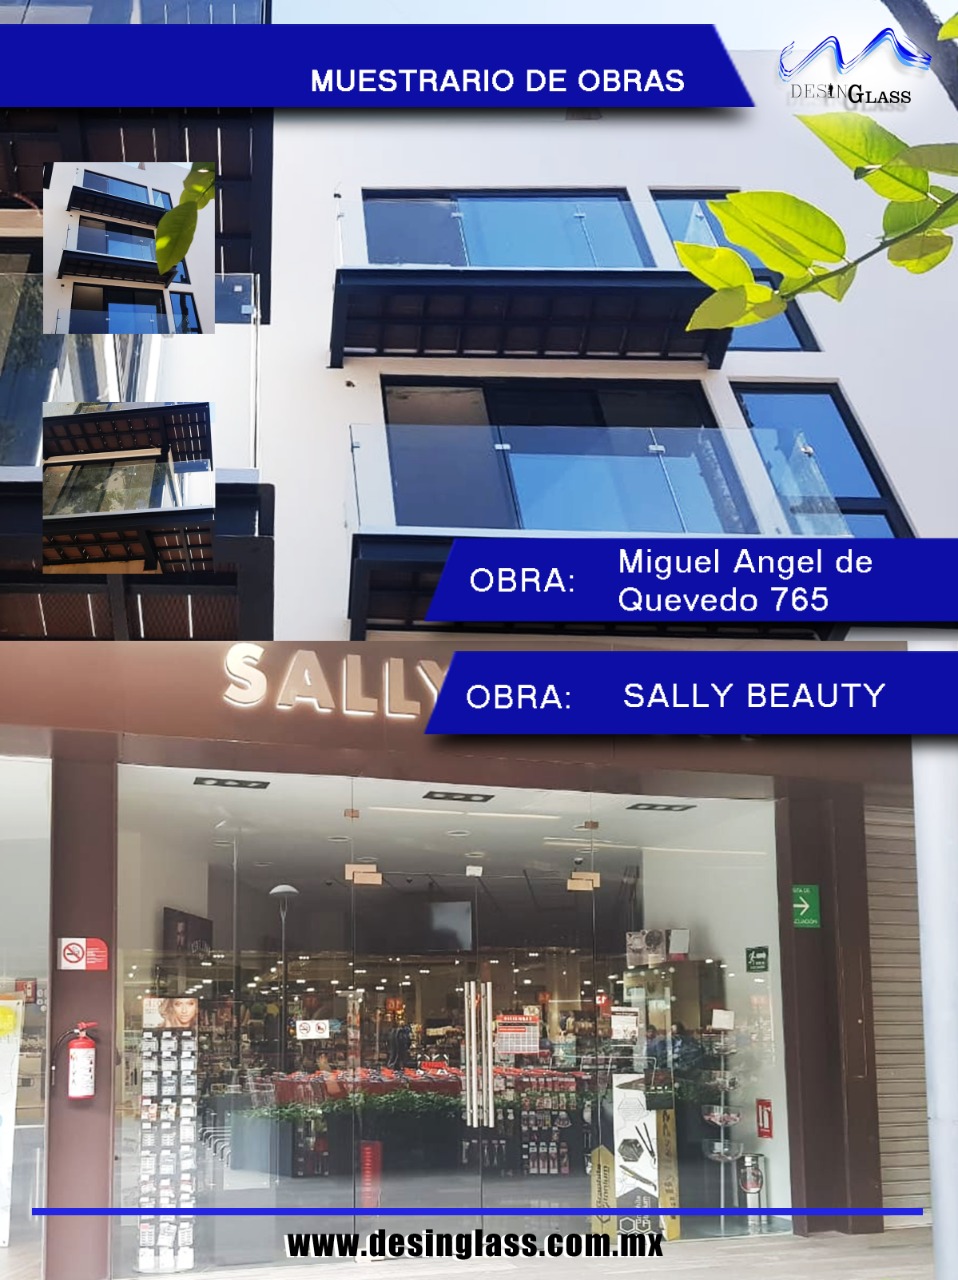 MUESTRARIO DE OBRAS
DESINGLASS
OBRA: Miguel Angel de
Quevedo 765
SALLY
OBRA: SALLY BEAUTY
www.desinglass.com.mx